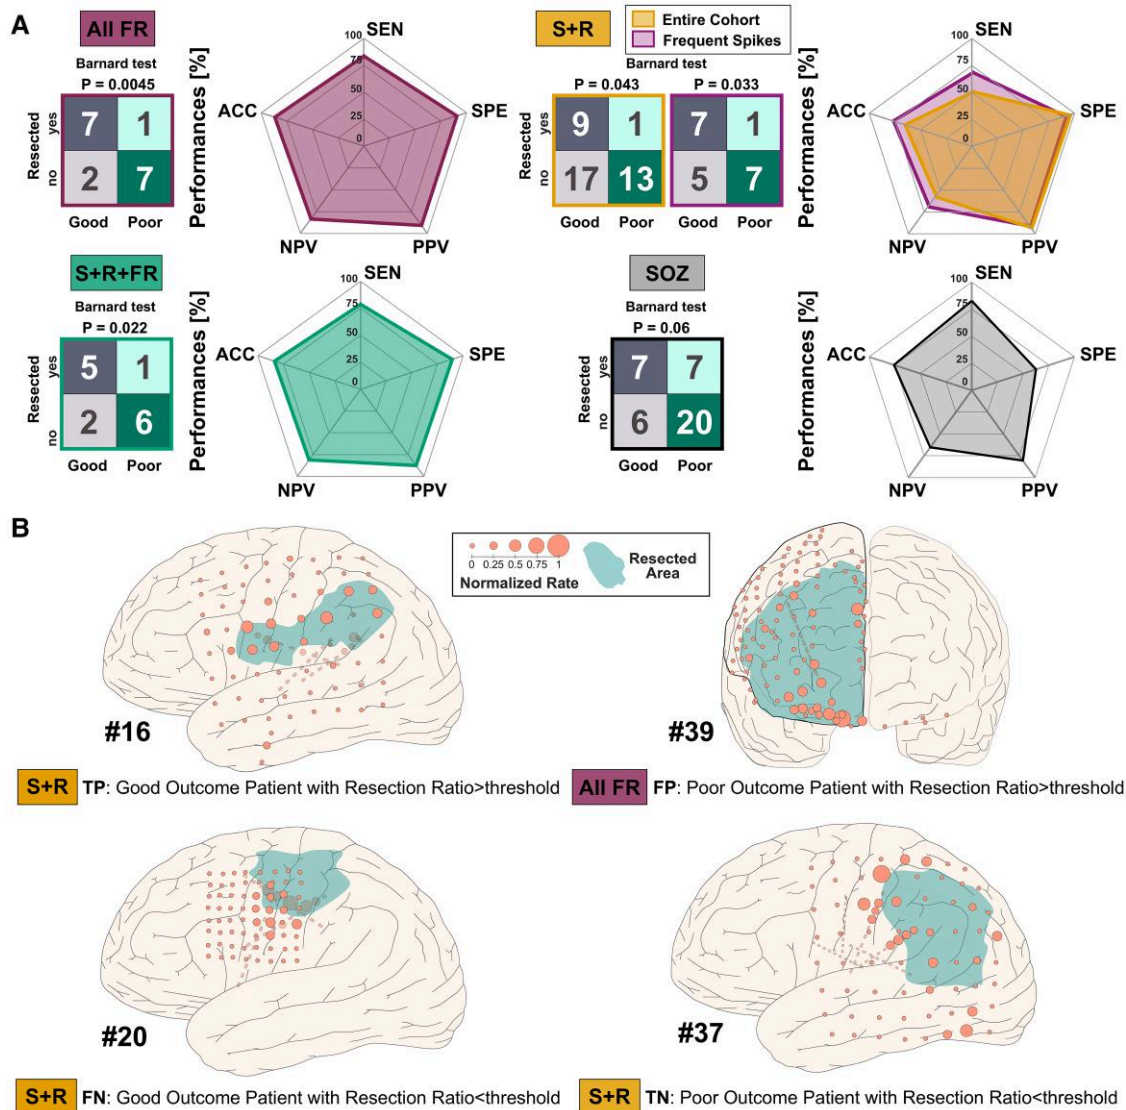 A
All FR
Barnard test
P = 0.0045
Resected
yes
no
7 1
2 7
Good Poor
Performances [%]
SEN
SPE
PPV
NPV
ACC
100
75
50
25
0
S+R
Entire Cohort
Frequent Spikes
Barnard test
P = 0.043 P = 0.033
Resected
yes
no
9 1
17 13
7 1
5 7
Good Poor
Good Poor
Performances [%]
SEN
SPE
PPV
NPV
ACC
100
75
50
25
0
S+R+FR
Barnard test
P = 0.022
Resected
yes
no
5 1
2 6
Good Poor
Performances [%]
SEN
SPE
PPV
NPV
ACC
100
75
50
25
0
SOZ
Barnard test
P = 0.06
Resected
yes
no
7 7
6 20
Good Poor
Performances [%]
SEN
SPE
PPV
NPV
ACC
100
75
50
25
0
B
0 0.25 0.5 0.75 1
Normalized Rate
Resected
Area
#16
S+R TP: Good Outcome Patient with Resection Ratio>threshold
#39
All FR FP: Poor Outcome Patient with Resection Ratio>threshold
#20
S+R FN: Good Outcome Patient with Resection Ratio<threshold
#37
S+R TN: Poor Outcome Patient with Resection Ratio<threshold